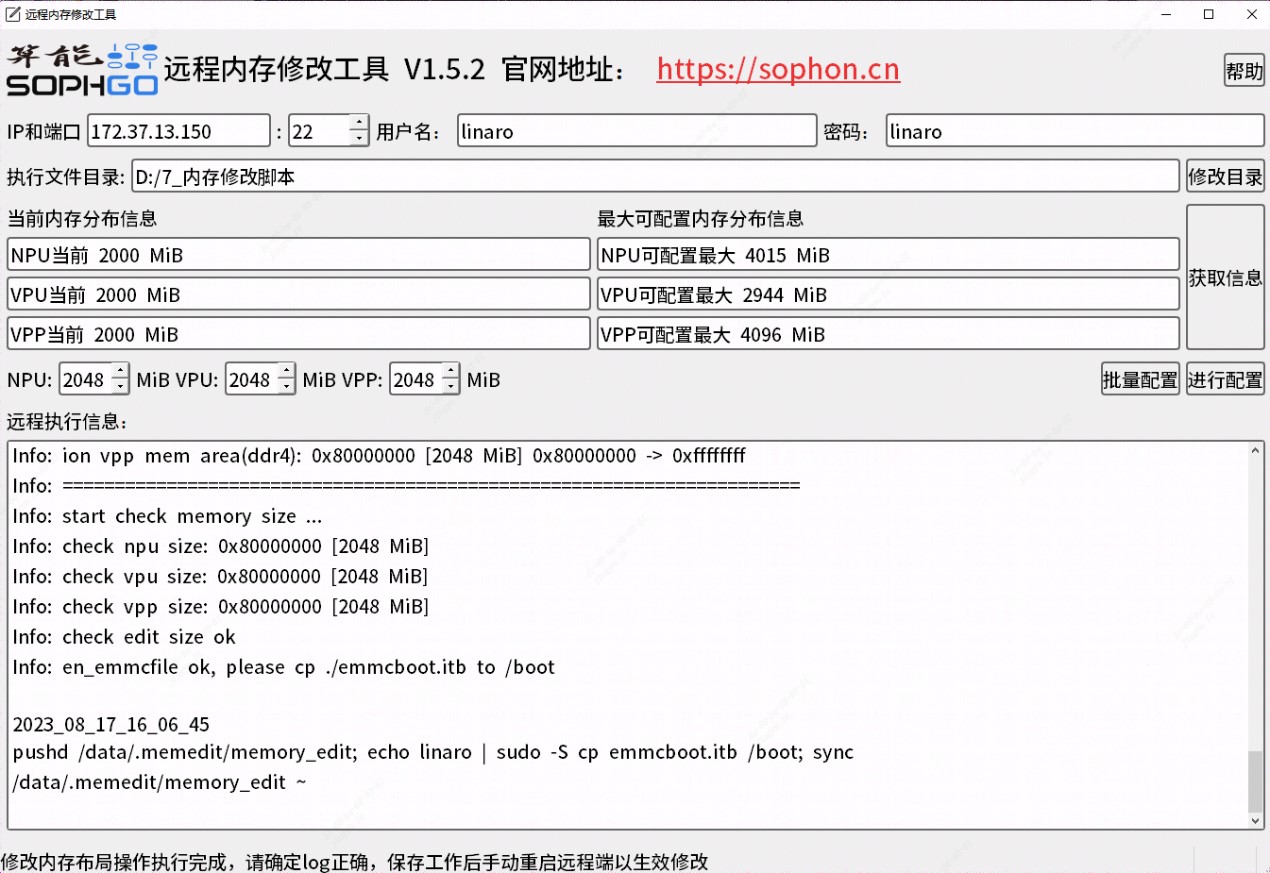 远程内存修改工具
算能 SOPHGO 远程内存修改工具 V1.5.2 官网地址： https://sophon.cn 帮助
IP和端口 172.37.13.150 : 22 用户名： linaro 密码： linaro
执行文件目录: D:/7_内存修改脚本 修改目录
当前内存分布信息 最大可配置内存分布信息
NPU当前 2000 MiB NPU可配置最大 4015 MiB
VPU当前 2000 MiB VPU可配置最大 2944 MiB
VPP当前 2000 MiB VPP可配置最大 4096 MiB
获取信息
NPU: 2048 MiB VPU: 2048 MiB VPP: 2048 MiB 批量配置 进行配置
远程执行信息：
Info: ion vpp mem area(ddr4): 0x80000000 [2048 MiB] 0x80000000 -> 0xffffffff
Info: =======================================================================
Info: start check memory size ...
Info: check npu size: 0x80000000 [2048 MiB]
Info: check vpu size: 0x80000000 [2048 MiB]
Info: check vpp size: 0x80000000 [2048 MiB]
Info: check edit size ok
Info: en_emmcfile ok, please cp ./emmcboot.itb to /boot
2023_08_17_16_06_45
pushd /data/.memedit/memory_edit; echo linaro | sudo -S cp emmcboot.itb /boot; sync
/data/.memedit/memory_edit ~
修改内存布局操作执行完成，请确定log正确，保存工作后手动重启远程端以生效修改